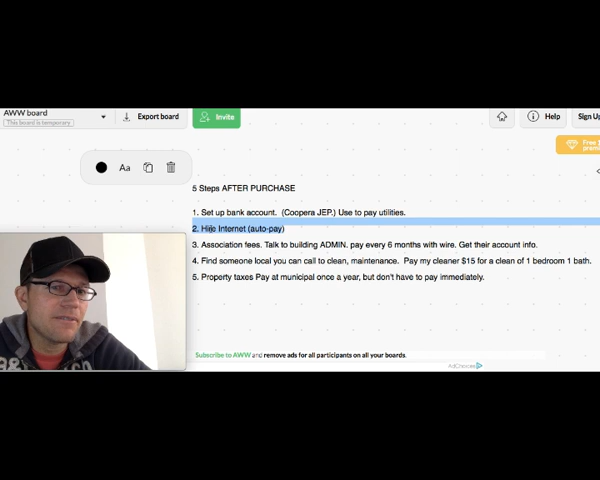 AWW board
This board is temporary
Export board
Invite
Help
Sign Up
Free
premi
Aa
5 Steps AFTER PURCHASE
1. Set up bank account. (Coopera JEP.) Use to pay utilities.
2. Hire Internet (auto-pay)
3. Association fees. Talk to building ADMIN. pay every 6 months with wire. Get their account info.
4. Find someone local you can call to clean, maintenance. Pay my cleaner $15 for a clean of 1 bedroom 1 bath.
5. Property taxes Pay at municipal once a year, but don't have to pay immediately.
Subscribe to AWW and remove ads for all participants on all your boards.
AdChoices